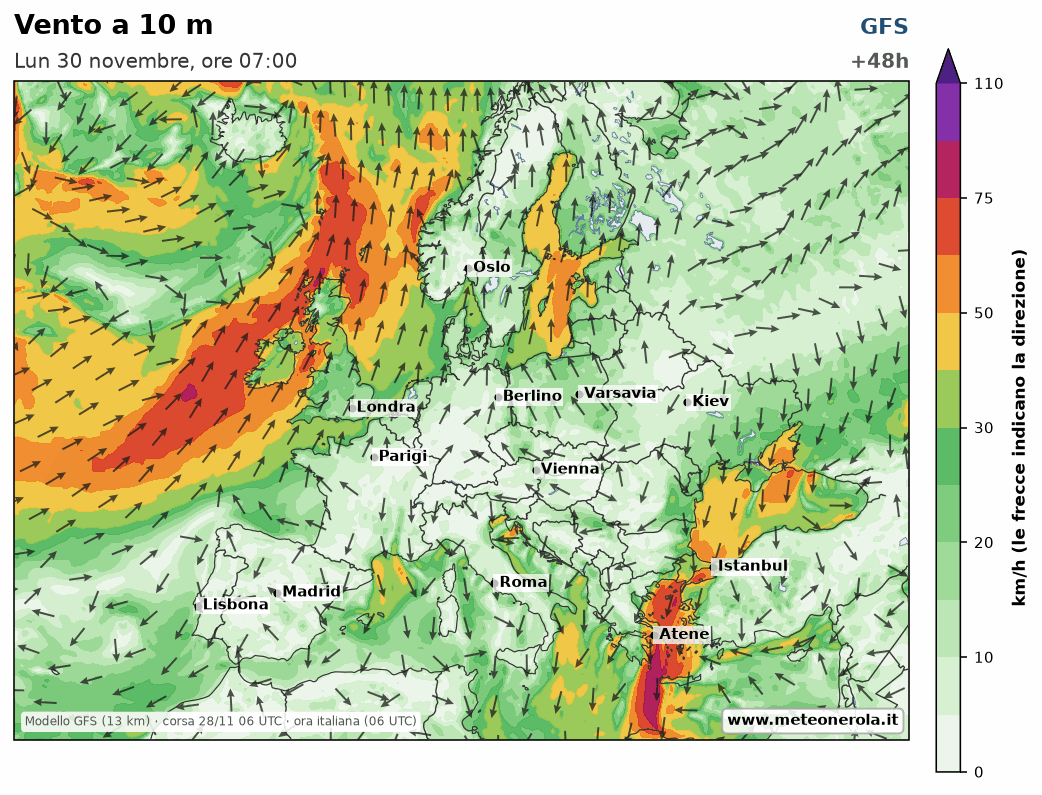 Vento a 10 m
GFS
Lun 30 novembre, ore 07:00
+48h
110
75
50
30
20
10
0
km/h (le frecce indicano la direzione)
Oslo
Berlino
Varsavia
Kiev
Londra
Parigi
Vienna
Istanbul
Roma
Madrid
Lisbona
Atene
Modello GFS (13 km) · corsa 28/11 06 UTC · ora italiana (06 UTC)
www.meteonerola.it